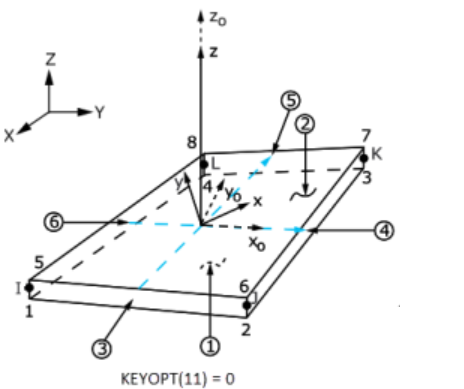 z₀
z
Z
Y
X
⑤
②
8
7
L
K
y
4
3
y₀
x
⑥
x₀
④
5
6
I
J
1
2
③
①
KEYOPT(11) = 0